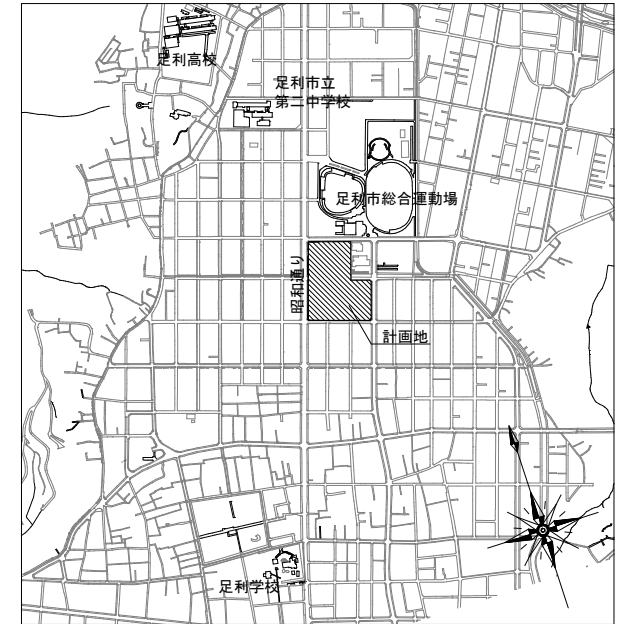 足利高校
足利市立
第二中学校
足利市総合運動場
昭和通り
計画地
足利学校